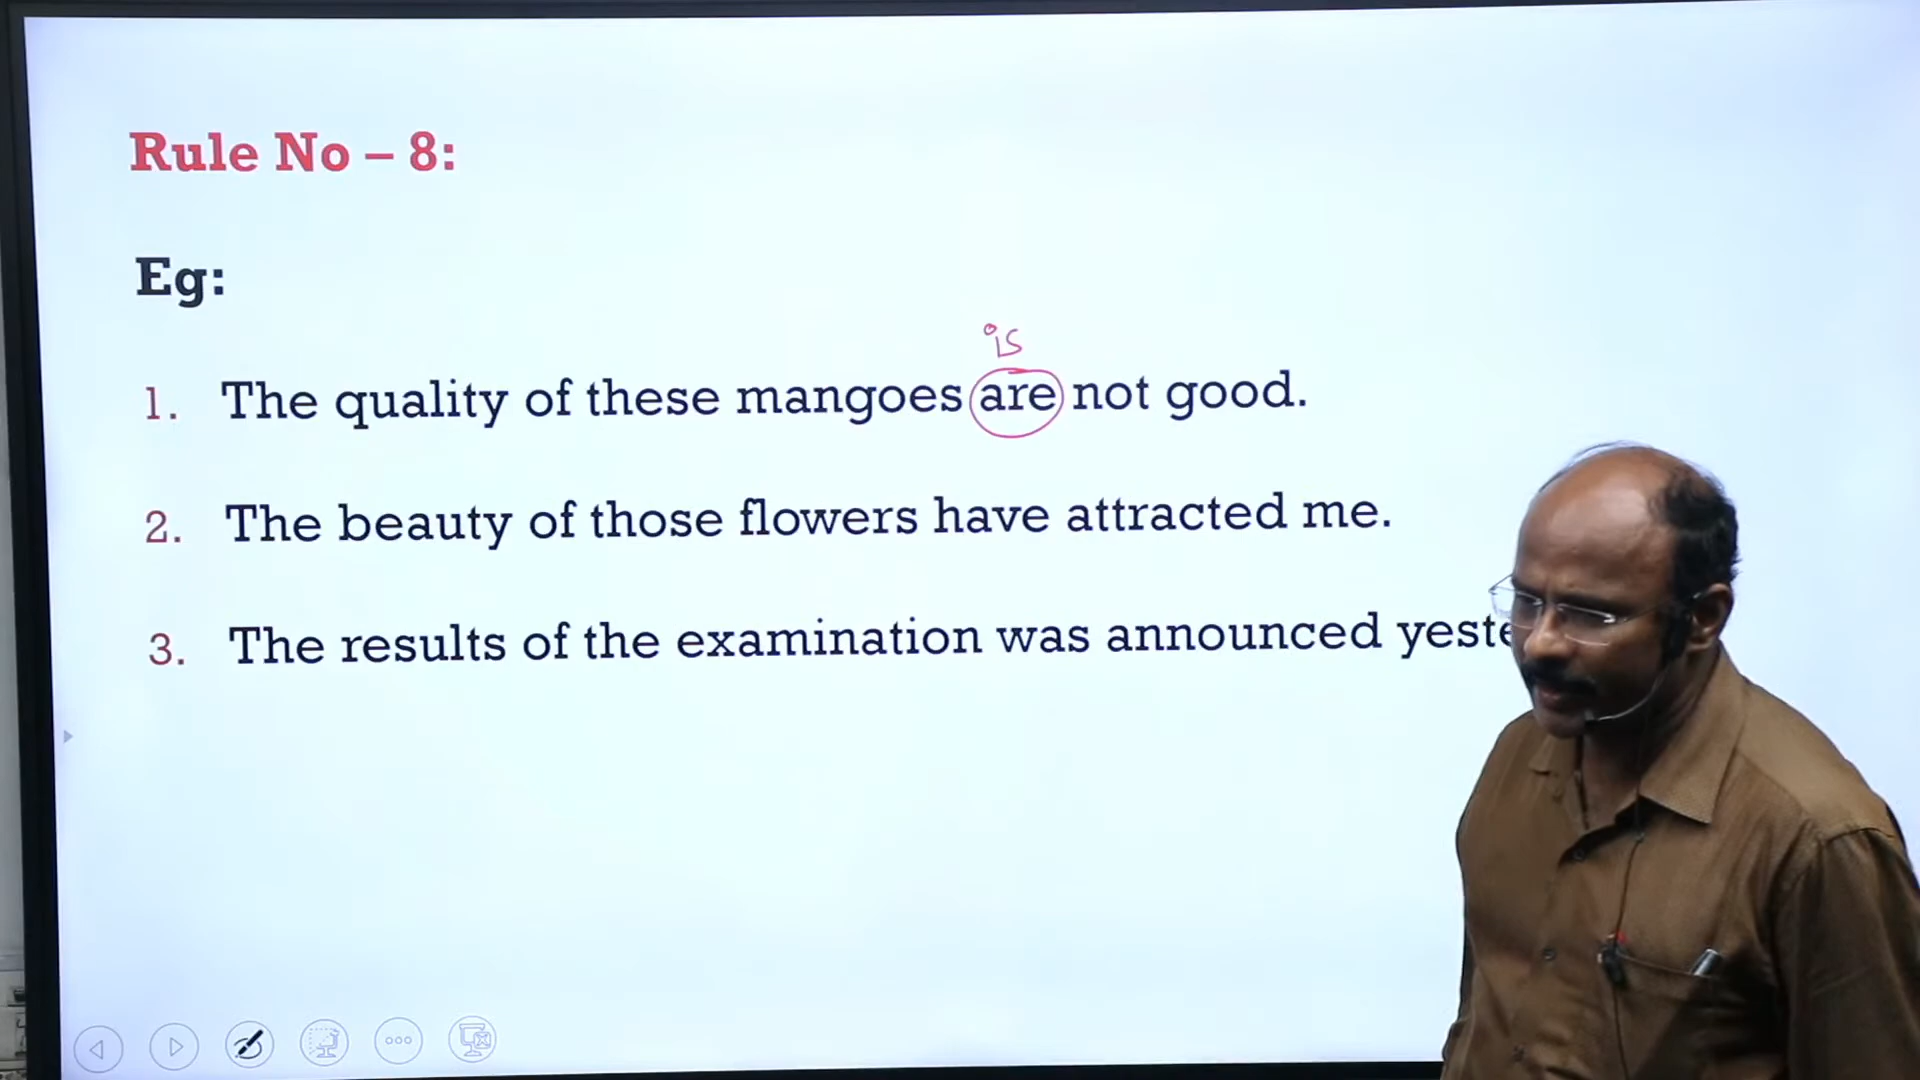 Rule No – 8:
Eg:
is
1. The quality of these mangoes are not good.
2. The beauty of those flowers have attracted me.
3. The results of the examination was announced